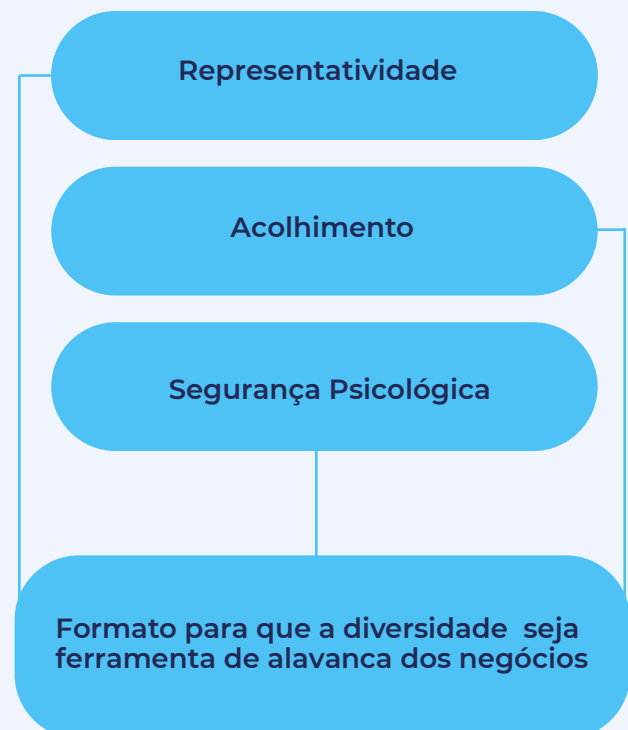 Representatividade
Acolhimento
Segurança Psicológica
Formato para que a diversidade  seja
ferramenta de alavanca dos negócios